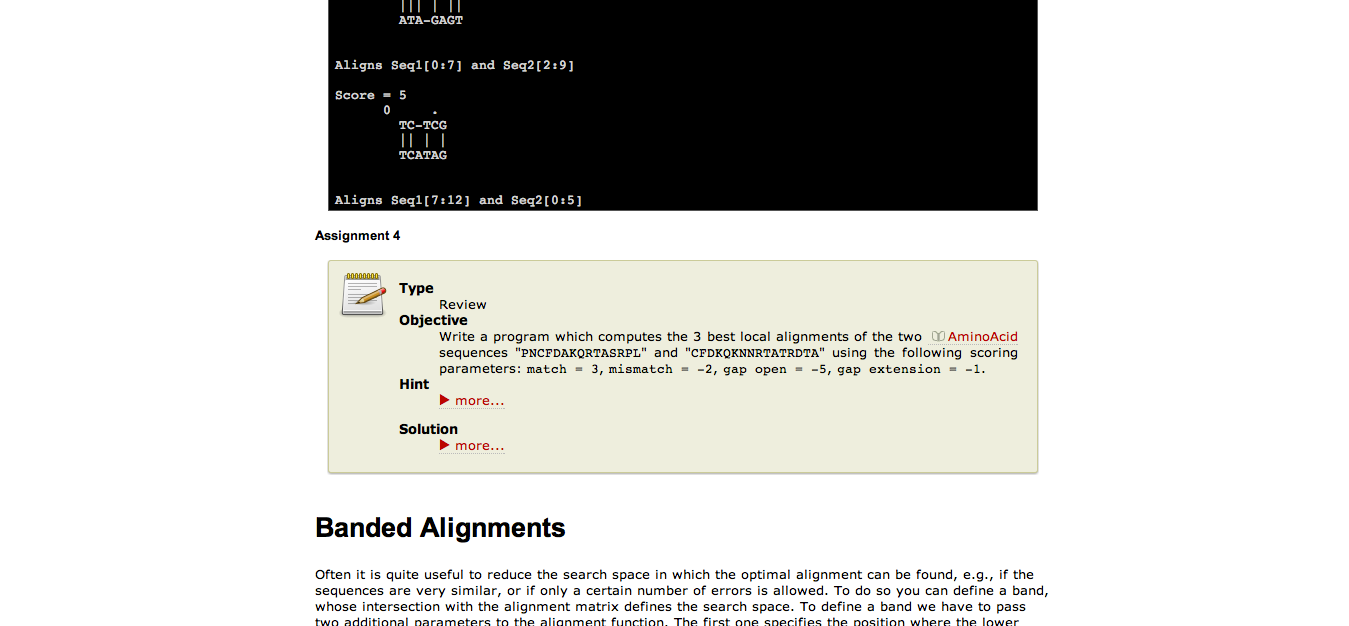 ||| | ||
ATA-GAGT
Aligns Seq1[0:7] and Seq2[2:9]
Score = 5
0 .
TC-TCG
|| | |
TCATAG
Aligns Seq1[7:12] and Seq2[0:5]
Assignment 4
Type
Review
Objective
Write a program which computes the 3 best local alignments of the two AminoAcid
sequences "PNCFDAKQRTASRPL" and "CFDKQKNNRTATRDTA" using the following scoring
parameters: match = 3, mismatch = -2, gap open = -5, gap extension = -1.
Hint
more...
Solution
more...
Banded Alignments
Often it is quite useful to reduce the search space in which the optimal alignment can be found, e.g., if the
sequences are very similar, or if only a certain number of errors is allowed. To do so you can define a band,
whose intersection with the alignment matrix defines the search space. To define a band we have to pass
two additional parameters to the alignment function. The first one specifies the position where the lower